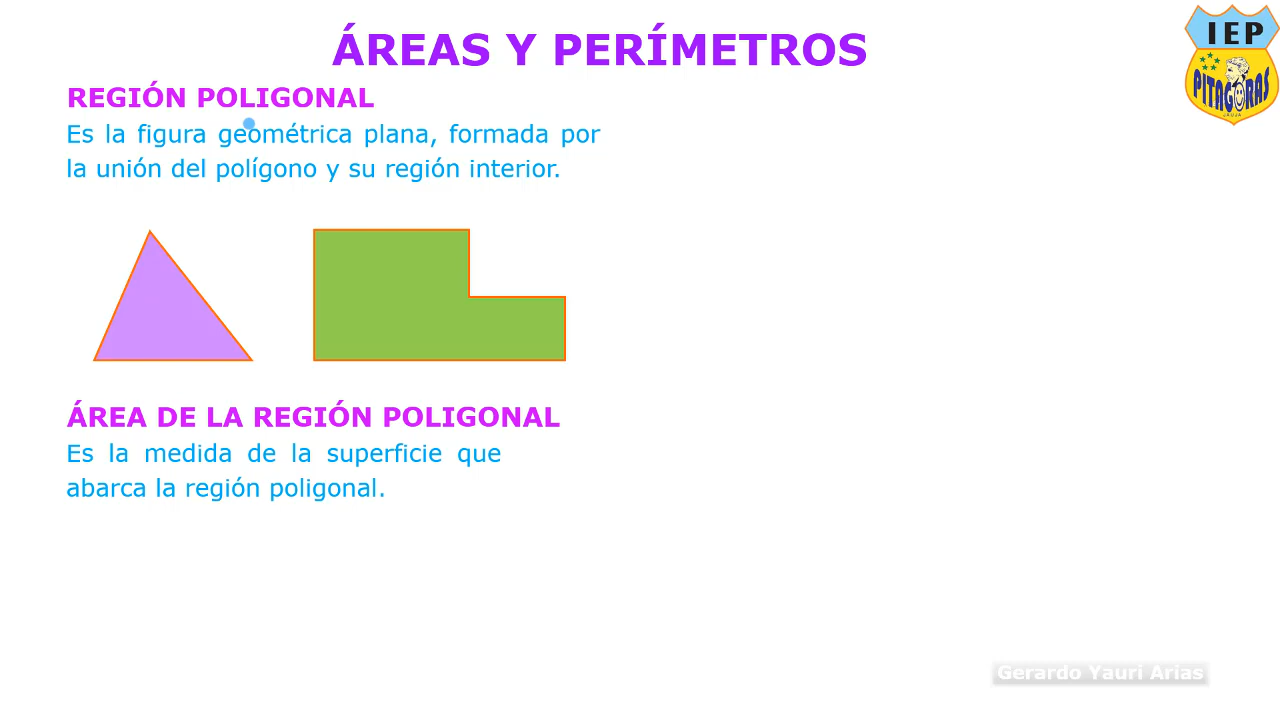 ÁREAS Y PERÍMETROS
IEP
PITAGORAS
JAUJA
REGIÓN POLIGONAL
Es la figura geométrica plana, formada por
la unión del polígono y su región interior.
ÁREA DE LA REGIÓN POLIGONAL
Es la medida de la superficie que
abarca la región poligonal.
Gerardo Yauri Arias